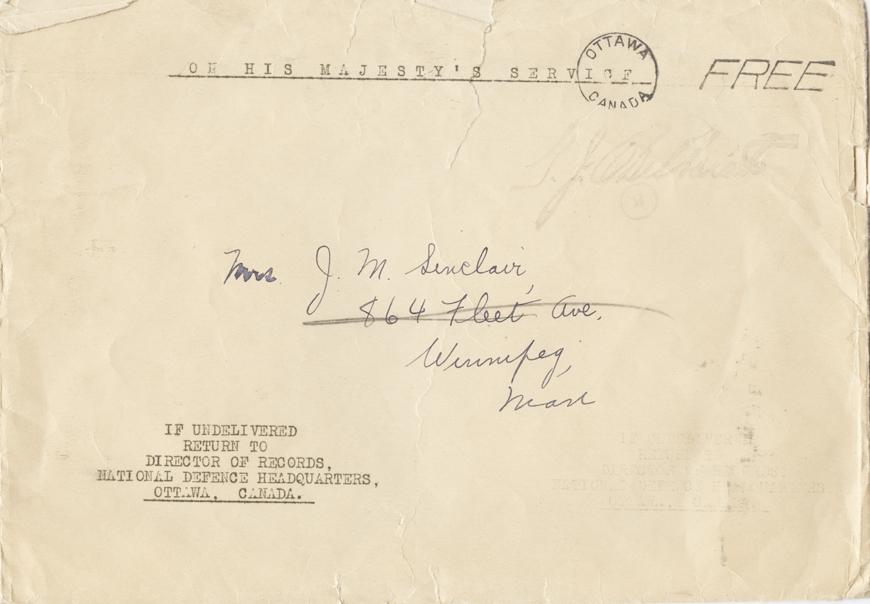 ON HIS MAJESTY'S SERVICE
OTTAWA
CANADA
FREE
Mrs. J. M. Sinclair,
864 Fleet Ave.
Winnipeg,
Man
IF UNDELIVERED
RETURN TO
DIRECTOR OF RECORDS,
NATIONAL DEFENCE HEADQUARTERS,
OTTAWA, CANADA.